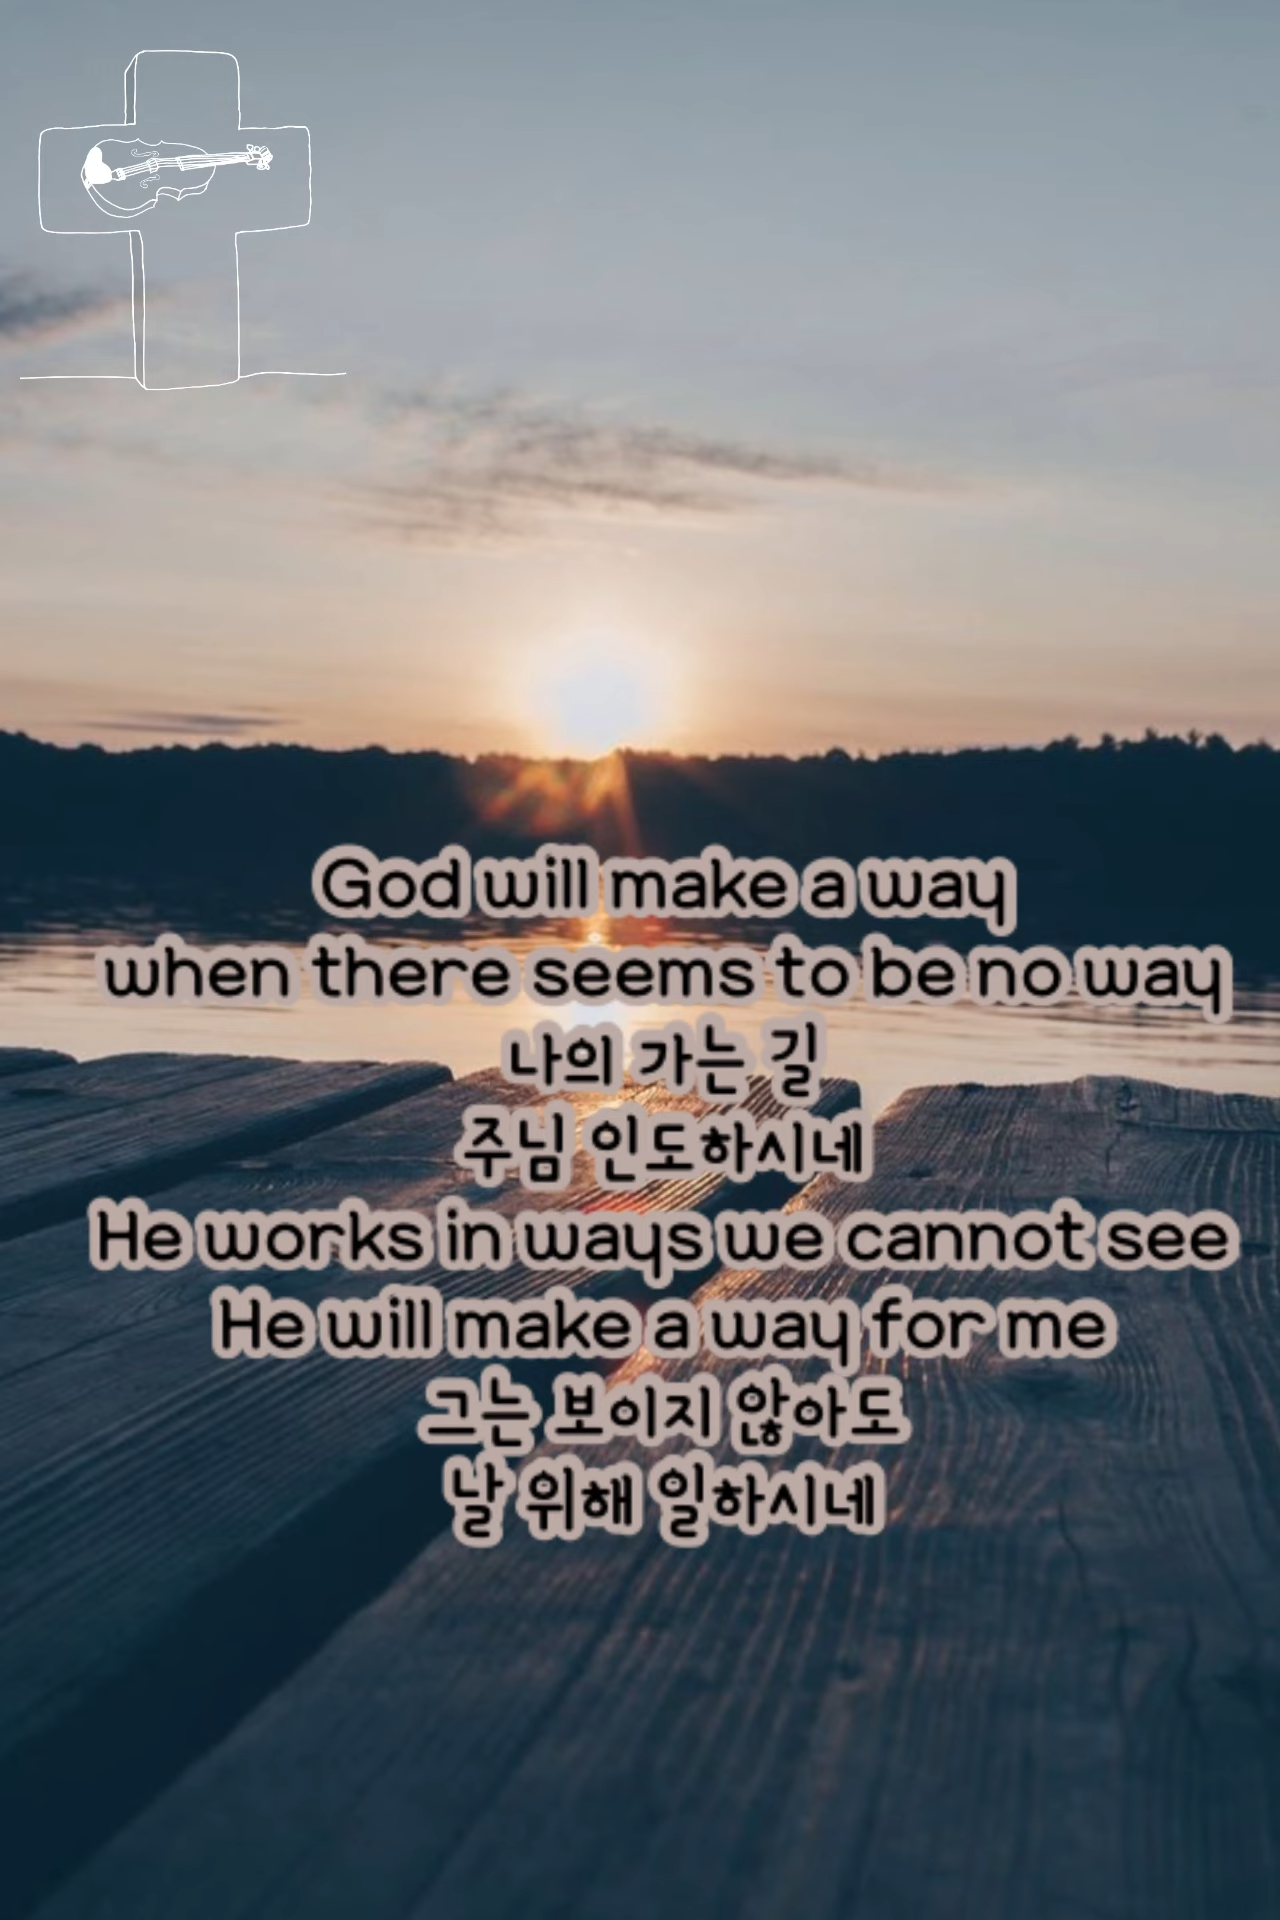 God will make a way
when there seems to be no way
나의 가는 길
주님 인도하시네
He works in ways we cannot see
He will make a way for me
그는 보이지 않아도
날 위해 일하시네